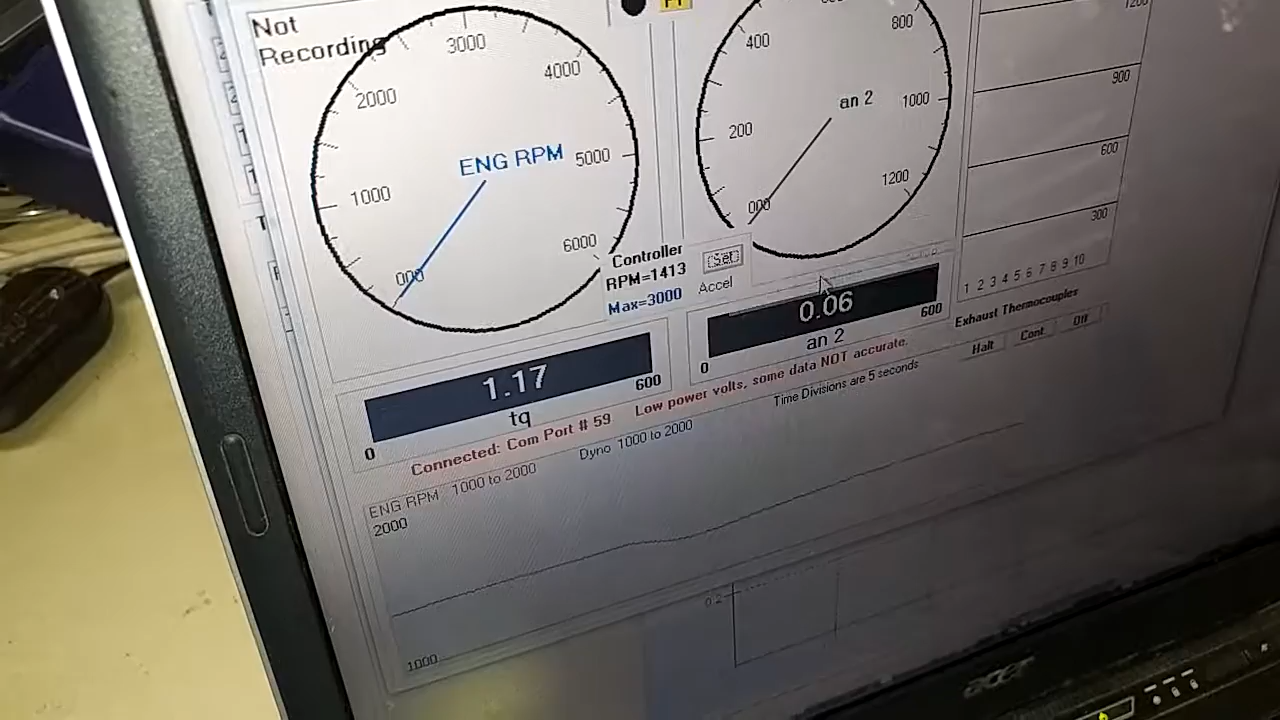 Not
Recording
3000
4000
2000
ENG RPM
5000
1000
6000
000
400
800
an 2
1000
200
1200
000
1200
900
600
300
1 2 3 4 5 6 7 8 9 10
Exhaust Thermocouples
Halt Cont Off
Controller
RPM=1413
Set
Max=3000
Accel
1.17
0 600
tq
0.06
0 600
an 2
Connected: Com Port # 59
Low power volts, some data NOT accurate.
Time Divisions are 5 seconds
ENG RPM 1000 to 2000
Dyno 1000 to 2000
2000
1000
0.2
acer